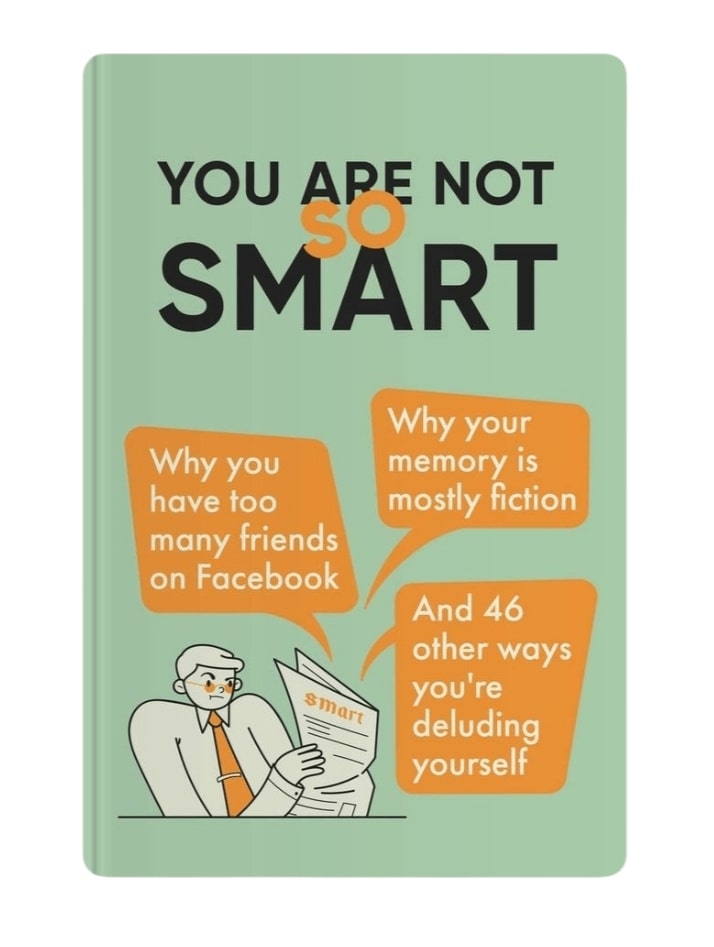 YOU ARE NOT
SO
SMART
Why your
memory is
mostly fiction
Why you
have too
many friends
on Facebook
And 46
other ways
you're
deluding
yourself
smart